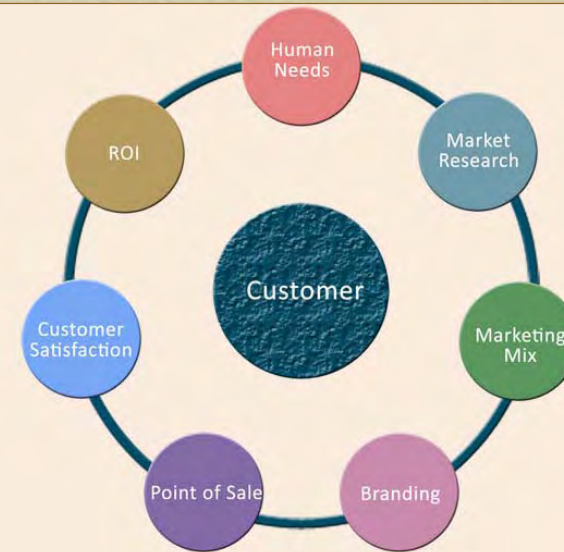 Human
Needs
Market
Research
Marketing
Mix
Branding
Point of Sale
Customer
Satisfaction
ROI
Customer